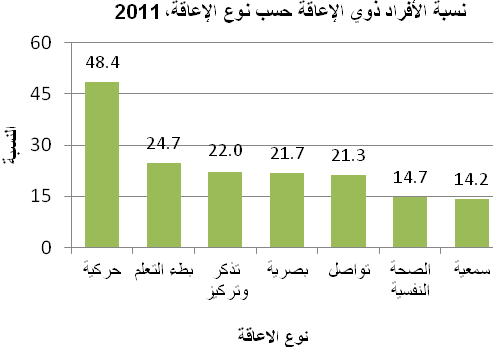 نسبة الأفراد ذوي الإعاقة حسب نوع الإعاقة، 2011
النسبة
60
45
30
15
0
48.4
24.7
22.0
21.7
21.3
14.7
14.2
حركية
بطء التعلم
تذكر
وتركيز
بصرية
تواصل
الصحة
النفسية
سمعية
نوع الاعاقة